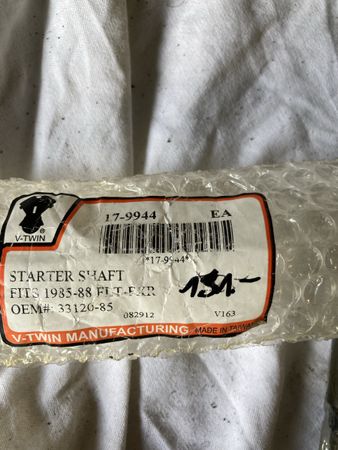 V-TWIN
17-9944 EA
*17-9944*
STARTER SHAFT
FITS 1985-88 FLT-FXR
151.-
OEM#: 33120-85
082912 V163
V-TWIN MANUFACTURING MADE IN TAIWAN